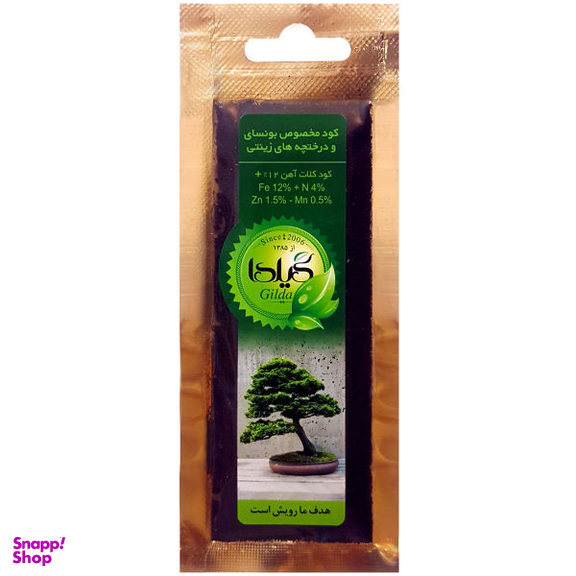 کود مخصوص بونسای
و درختچه های زینتی
کود کلات آهن ۱۲٪ +
Fe 12% + N 4%
Zn 1.5% - Mn 0.5%
Since: 2006
از ۱۳۸۵
گیلدا
Gilda
هدف ما رویش است
Snapp!
Shop